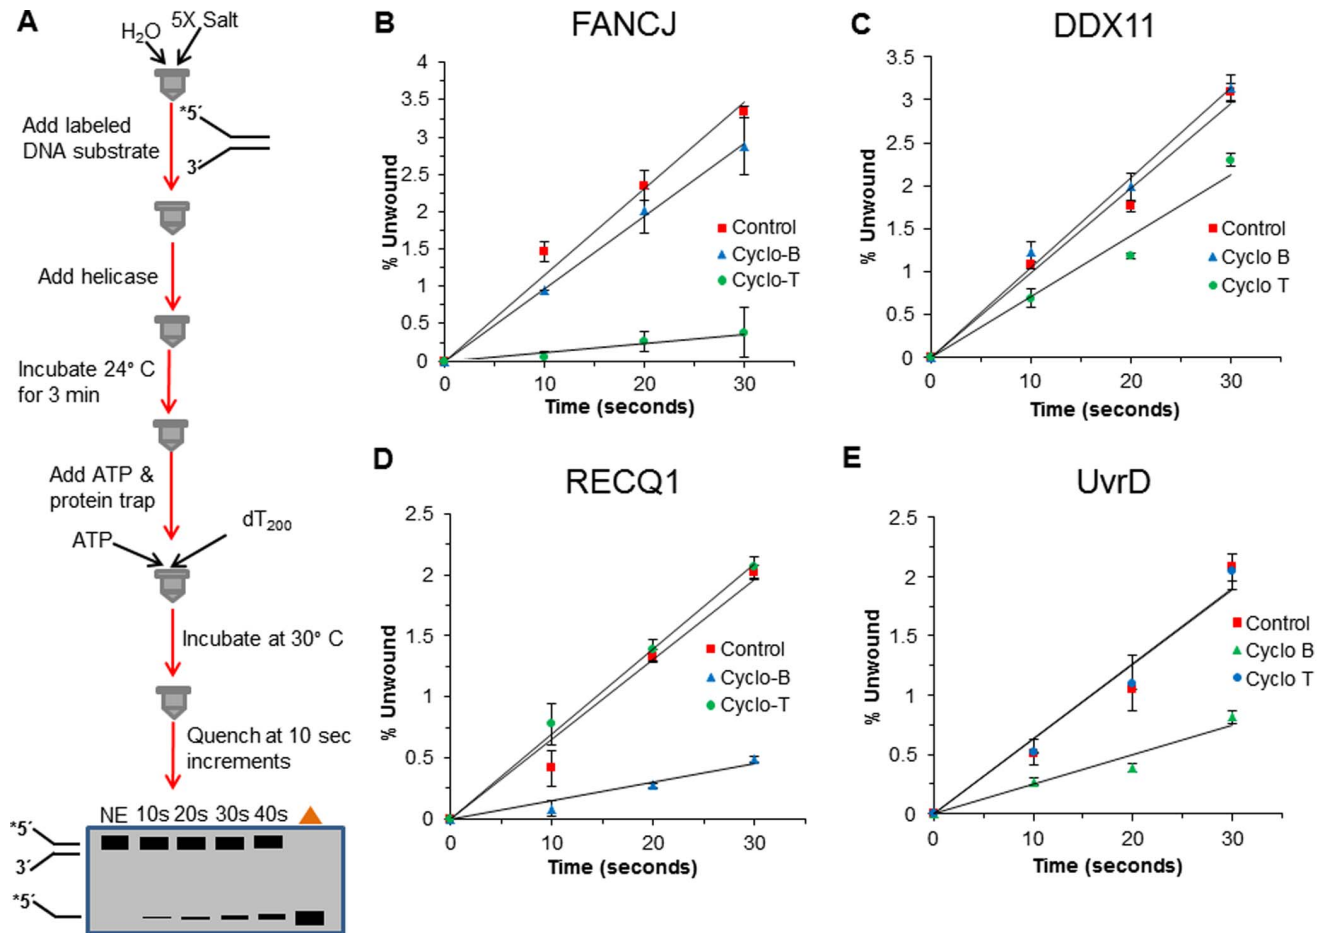 A
H₂O
5X Salt
Add labeled
DNA substrate
*5´
3´
Add helicase
Incubate 24° C
for 3 min
Add ATP &
protein trap
ATP
dT₂₀₀
Incubate at 30° C
Quench at 10 sec
increments
NE 10s 20s 30s 40s
*5´
3´
*5´
B
FANCJ
% Unwound
4
3.5
3
2.5
2
1.5
1
0.5
0
0 10 20 30
Time (seconds)
Control
Cyclo-B
Cyclo-T
C
DDX11
% Unwound
3.5
3
2.5
2
1.5
1
0.5
0
0 10 20 30
Time (seconds)
Control
Cyclo B
Cyclo T
D
RECQ1
% Unwound
2.5
2
1.5
1
0.5
0
0 10 20 30
Time (seconds)
Control
Cyclo-B
Cyclo-T
E
UvrD
% Unwound
2.5
2
1.5
1
0.5
0
0 10 20 30
Time (seconds)
Control
Cyclo B
Cyclo T